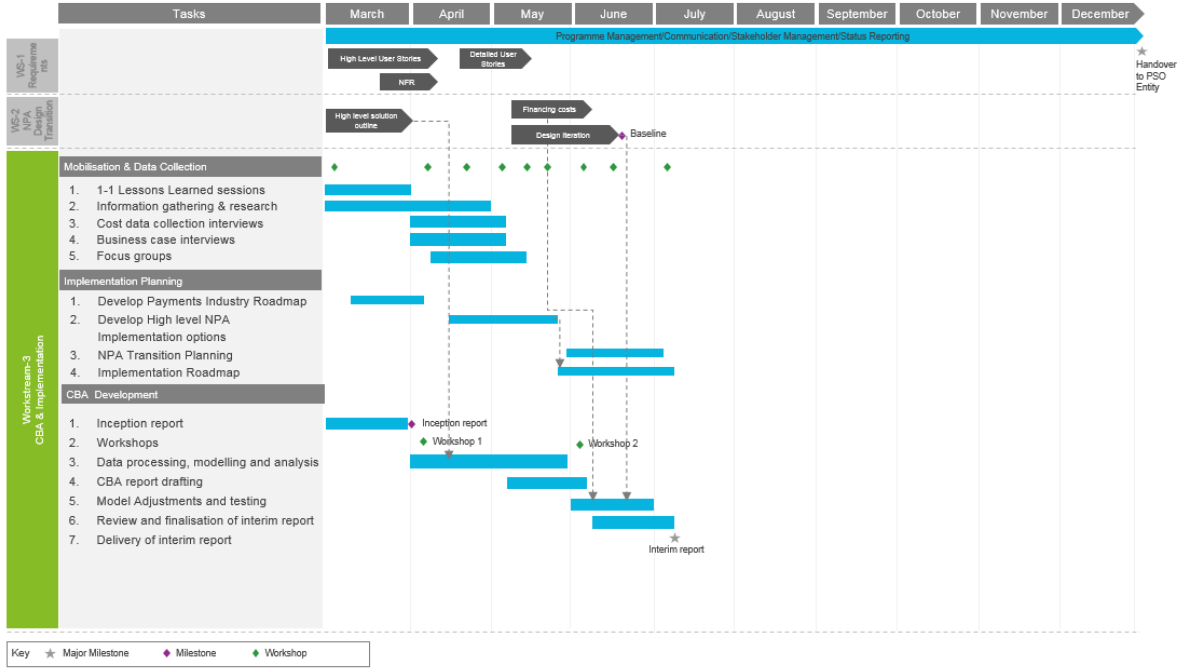 Tasks
March
April
May
June
July
August
September
October
November
December
Programme Management/Communication/Stakeholder Management/Status Reporting
WS-1
Requireme
nts
High Level User Stories
Detailed User
Stories
NFR
Handover
to PSO
Entity
WS-2
NPA
Design
Transition
High level solution
outline
Financing costs
Design Iteration
Baseline
Workstream-3
CBA & Implementation
Mobilisation & Data Collection
1. 1-1 Lessons Learned sessions
2. Information gathering & research
3. Cost data collection interviews
4. Business case interviews
5. Focus groups
Implementation Planning
1. Develop Payments Industry Roadmap
2. Develop High level NPA
Implementation options
3. NPA Transition Planning
4. Implementation Roadmap
CBA Development
1. Inception report
Inception report
2. Workshops
Workshop 1
Workshop 2
3. Data processing, modelling and analysis
4. CBA report drafting
5. Model Adjustments and testing
6. Review and finalisation of interim report
7. Delivery of interim report
Interim report
Key
Major Milestone
Milestone
Workshop